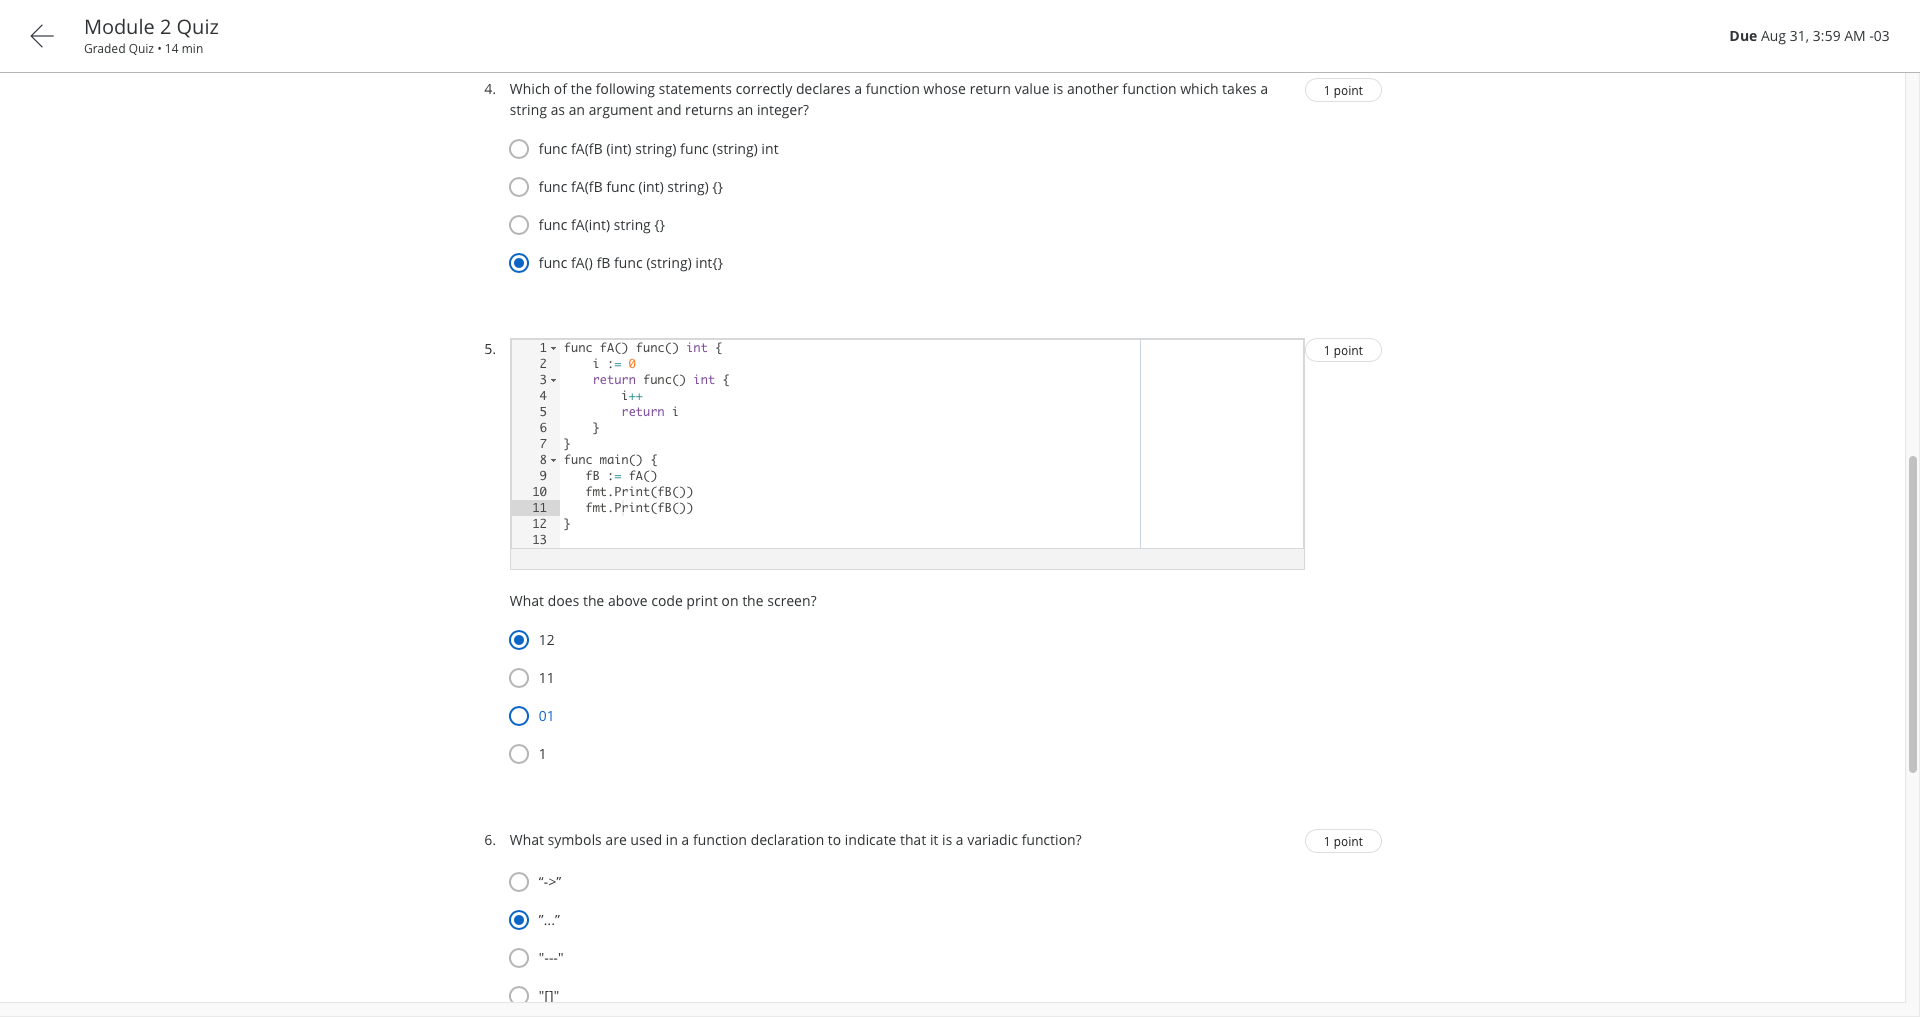 Module 2 Quiz
Graded Quiz • 14 min
Due Aug 31, 3:59 AM -03
4. Which of the following statements correctly declares a function whose return value is another function which takes a
string as an argument and returns an integer?
1 point
func fA(fB (int) string) func (string) int
func fA(fB func (int) string) {}
func fA(int) string {}
func fA() fB func (string) int{}
5.
1 point
1 func fA() func() int {
2     i := 0
3     return func() int {
4         i++
5         return i
6     }
7 }
8 func main() {
9    fB := fA()
10    fmt.Print(fB())
11    fmt.Print(fB())
12 }
13
What does the above code print on the screen?
12
11
01
1
6. What symbols are used in a function declaration to indicate that it is a variadic function?
1 point
“->”
”...”
"---"
"[]"